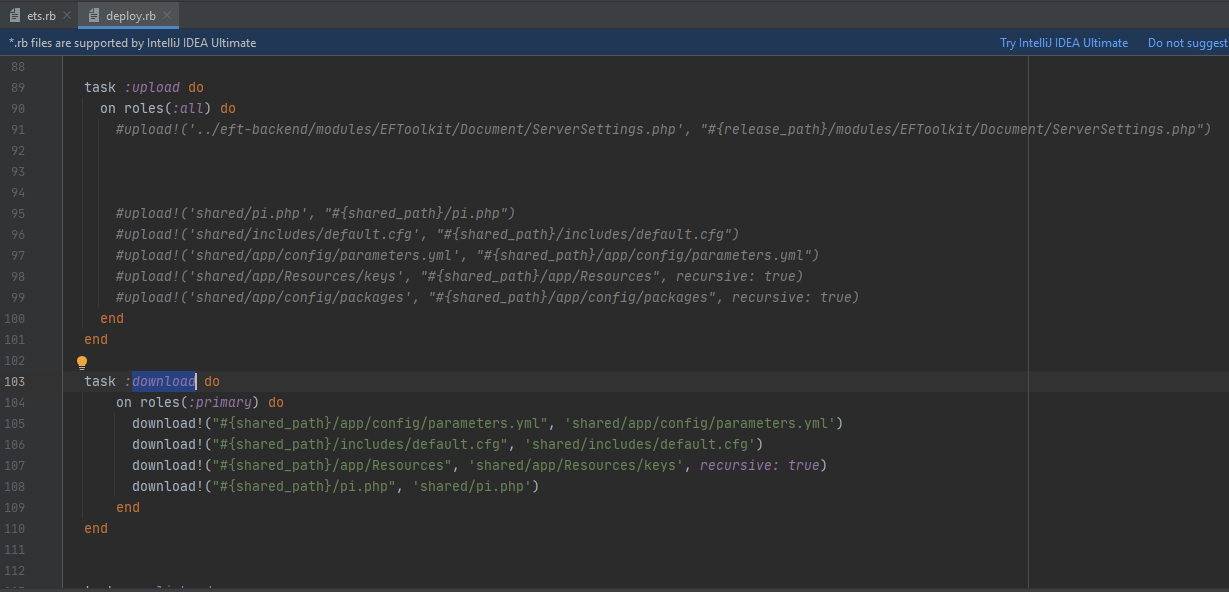 ets.rb deploy.rb
*.rb files are supported by IntelliJ IDEA Ultimate Try IntelliJ IDEA Ultimate Do not suggest
88
89 task :upload do
90 on roles(:all) do
91 #upload!('../eft-backend/modules/EFToolkit/Document/ServerSettings.php', "#{release_path}/modules/EFToolkit/Document/ServerSettings.php")
92
93
94
95 #upload!('shared/pi.php', "#{shared_path}/pi.php")
96 #upload!('shared/includes/default.cfg', "#{shared_path}/includes/default.cfg")
97 #upload!('shared/app/config/parameters.yml', "#{shared_path}/app/config/parameters.yml")
98 #upload!('shared/app/Resources/keys', "#{shared_path}/app/Resources", recursive: true)
99 #upload!('shared/app/config/packages', "#{shared_path}/app/config/packages", recursive: true)
100 end
101 end
102
103 task :download do
104 on roles(:primary) do
105 download!("#{shared_path}/app/config/parameters.yml", 'shared/app/config/parameters.yml')
106 download!("#{shared_path}/includes/default.cfg", 'shared/includes/default.cfg')
107 download!("#{shared_path}/app/Resources", 'shared/app/Resources/keys', recursive: true)
108 download!("#{shared_path}/pi.php", 'shared/pi.php')
109 end
110 end
111
112